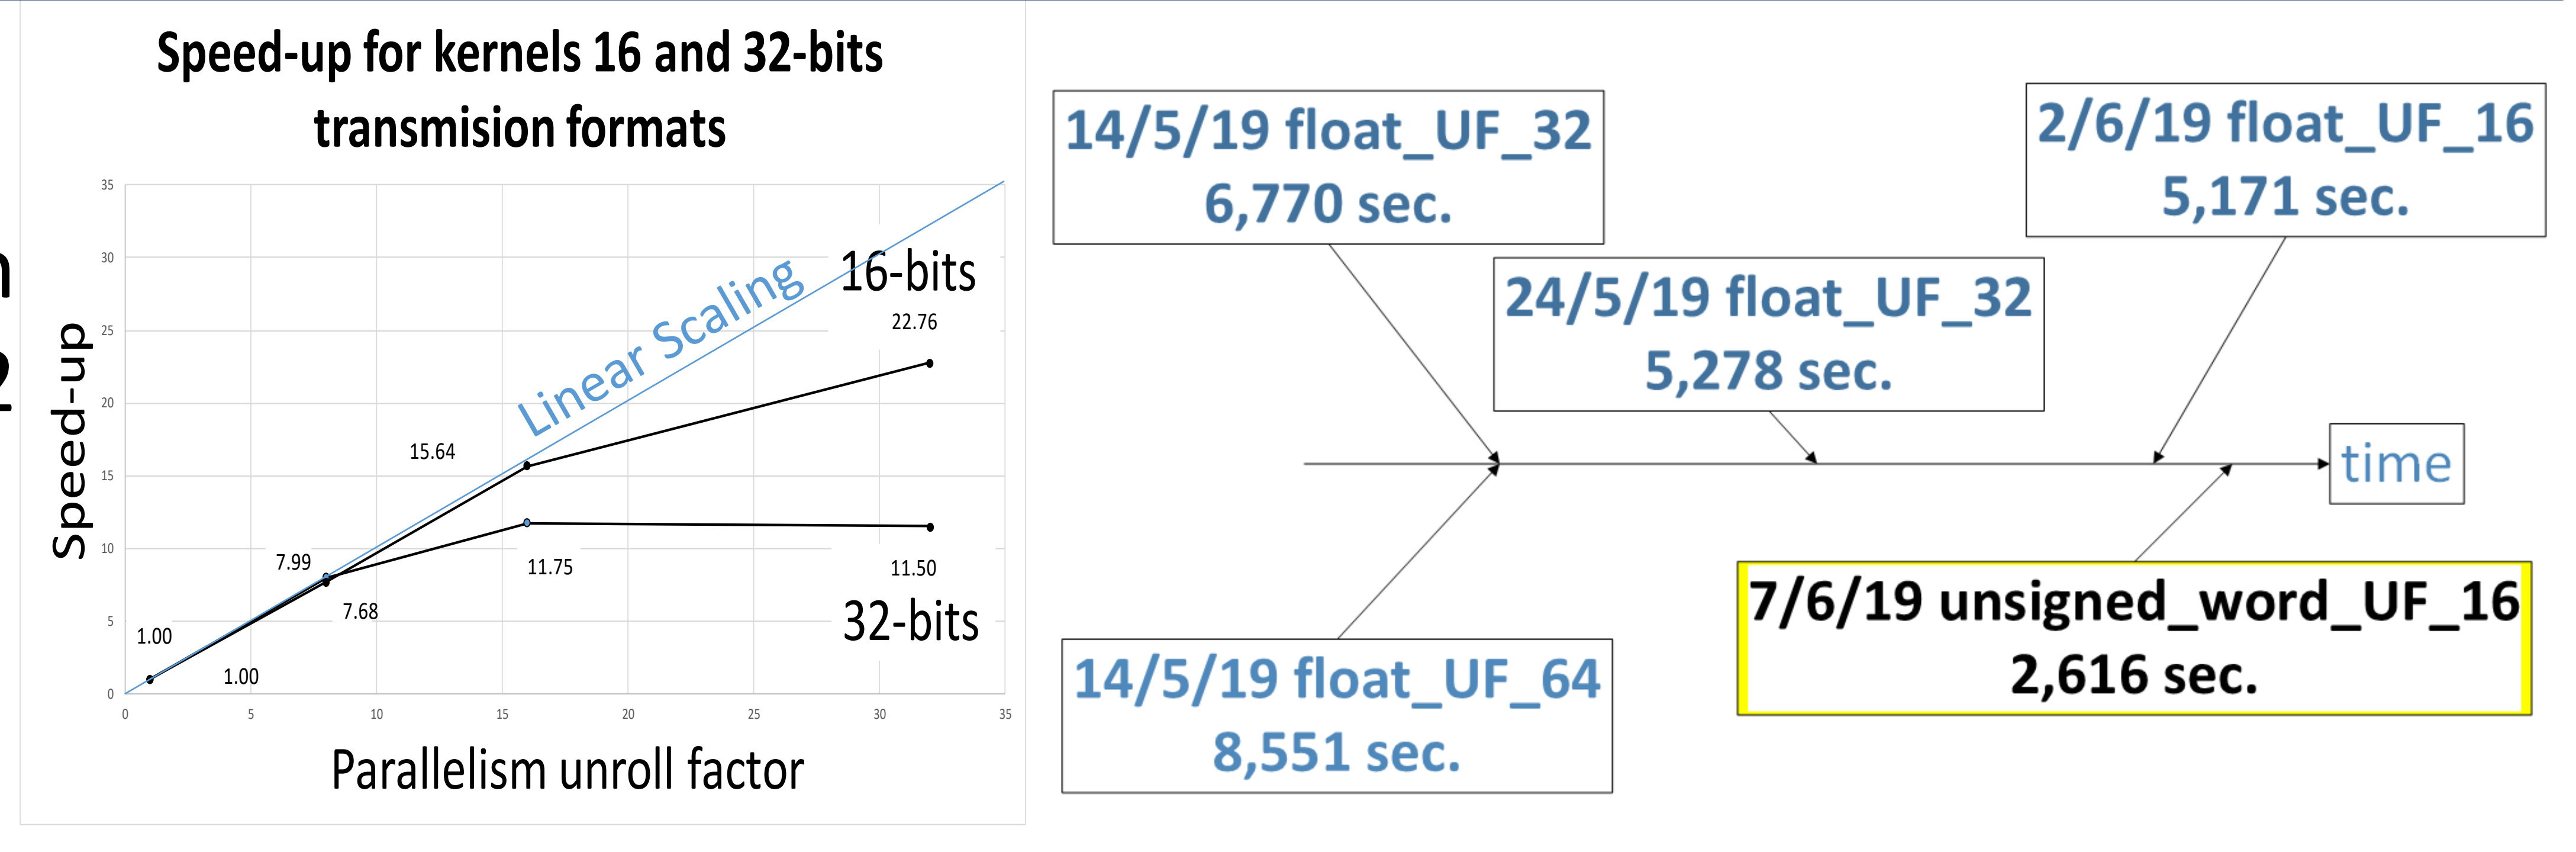 Speed-up for kernels 16 and 32-bits
transmision formats
Speed-up
35
30
25
20
15
10
5
0
0
5
10
15
20
25
30
35
Parallelism unroll factor
Linear Scaling
16-bits
22.76
15.64
7.99
7.68
11.75
11.50
32-bits
1.00
1.00
14/5/19 float_UF_32
6,770 sec.
24/5/19 float_UF_32
5,278 sec.
2/6/19 float_UF_16
5,171 sec.
time
7/6/19 unsigned_word_UF_16
2,616 sec.
14/5/19 float_UF_64
8,551 sec.